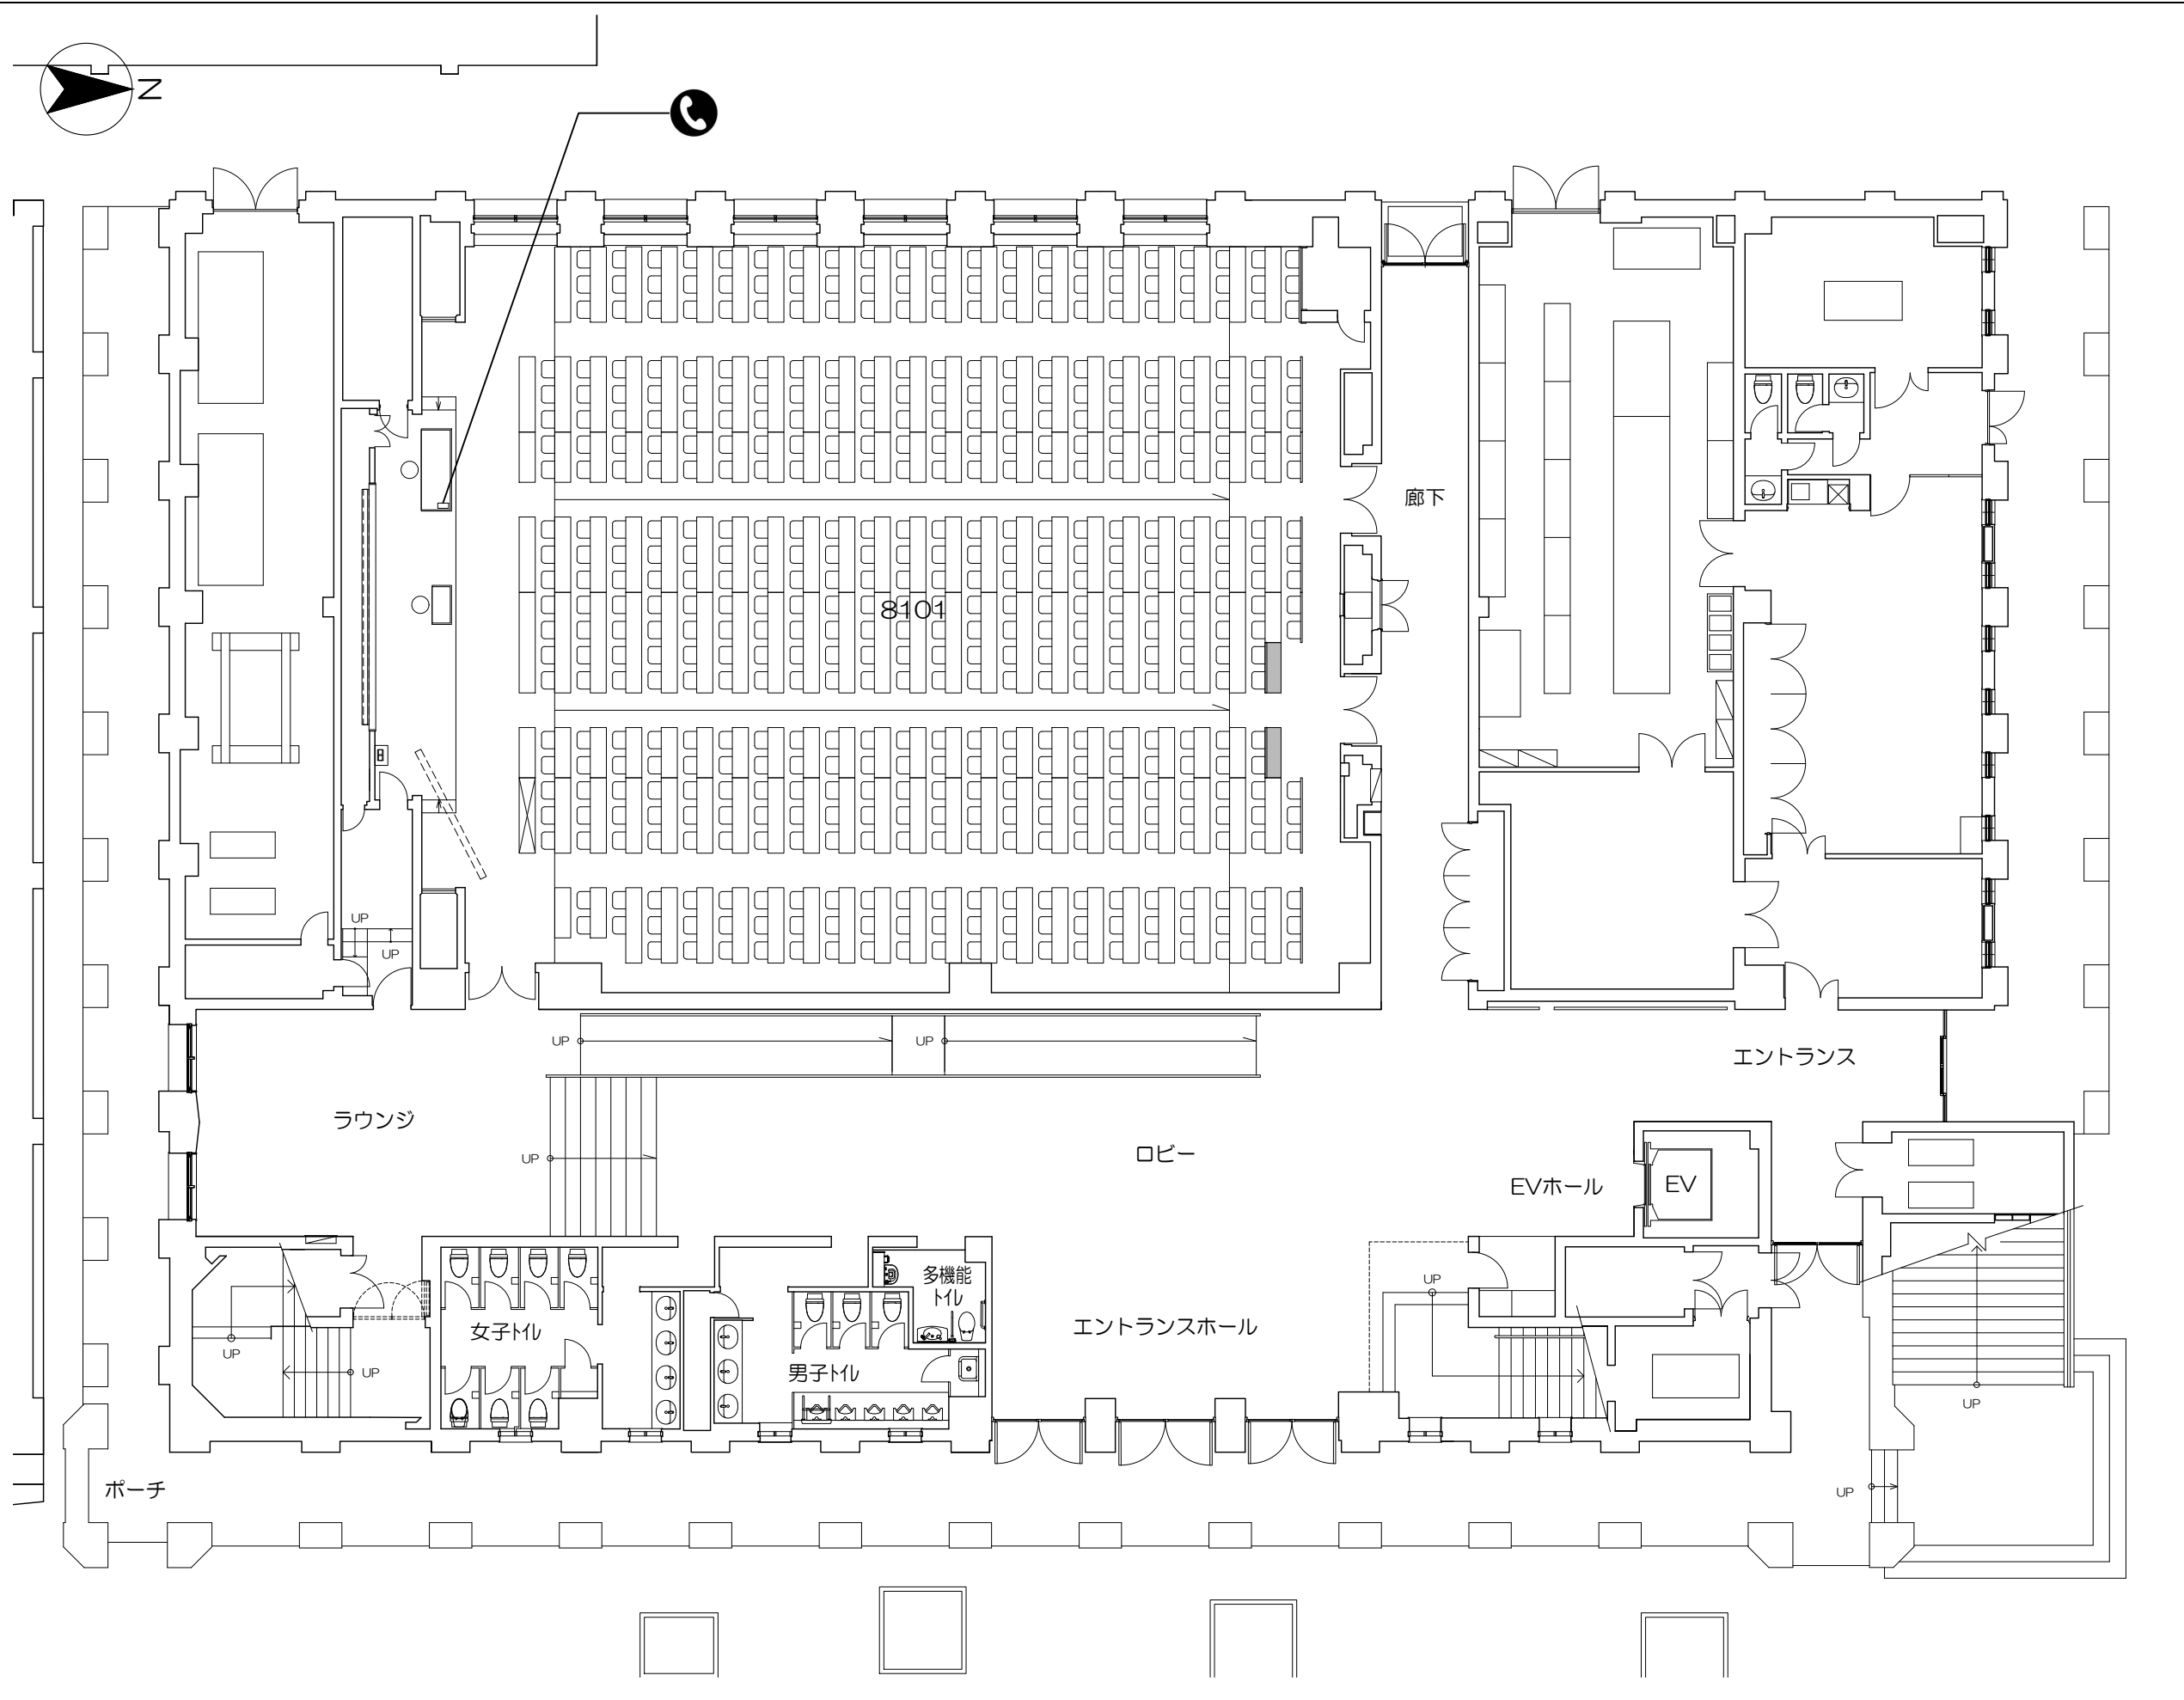 N
廊下
8101
UP
UP
UP
UP
エントランス
ラウンジ
UP
ロビー
EVホール
EV
多機能
トイレ
UP
女子トイレ
エントランスホール
UP
UP
男子トイレ
UP
ポーチ
UP